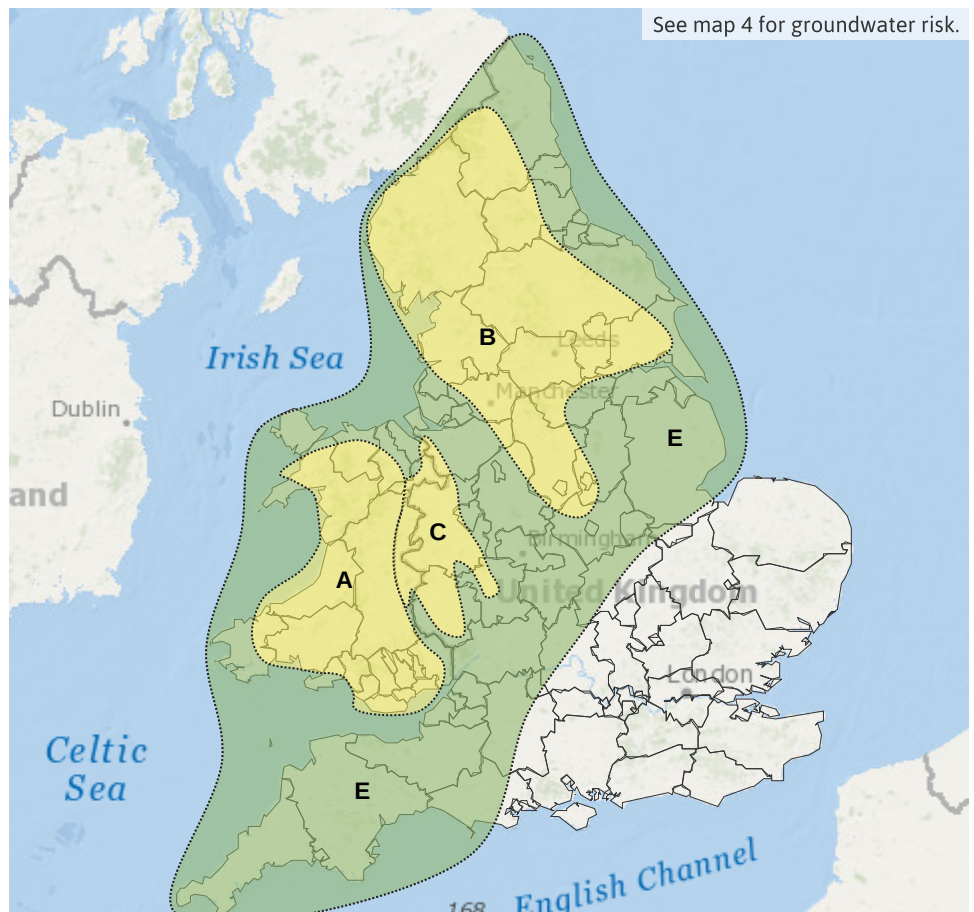 See map 4 for groundwater risk.
Irish Sea
B
Leeds
Manchester
Dublin
E
and
C
Birmingham
A
United Kingdom
London
Celtic
Sea
E
English Channel
168